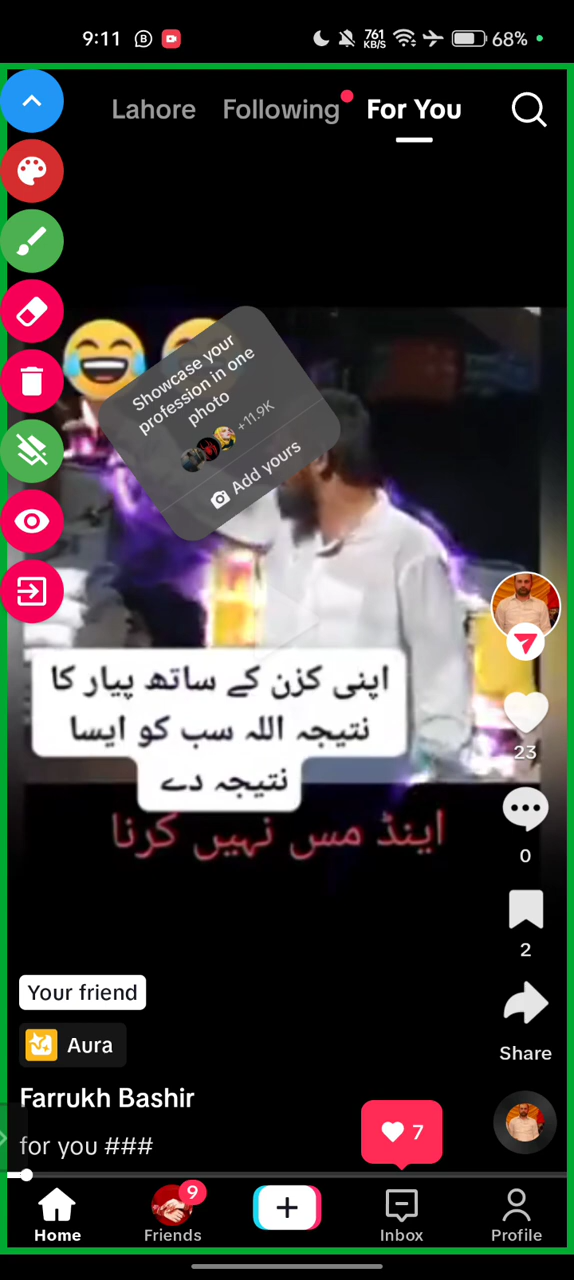 9:11
761
KB/S
68%
Lahore
Following
For You
Showcase your
profession in one
photo
+11.9K
Add yours
اپنی کزن کے ساتھ پیار کا
نتیجہ اللہ سب کو ایسا
نتیجہ دے
اینڈ مس نہیں کرنا
23
0
2
Share
Your friend
Aura
Farrukh Bashir
for you ###
7
9
Home
Friends
Inbox
Profile